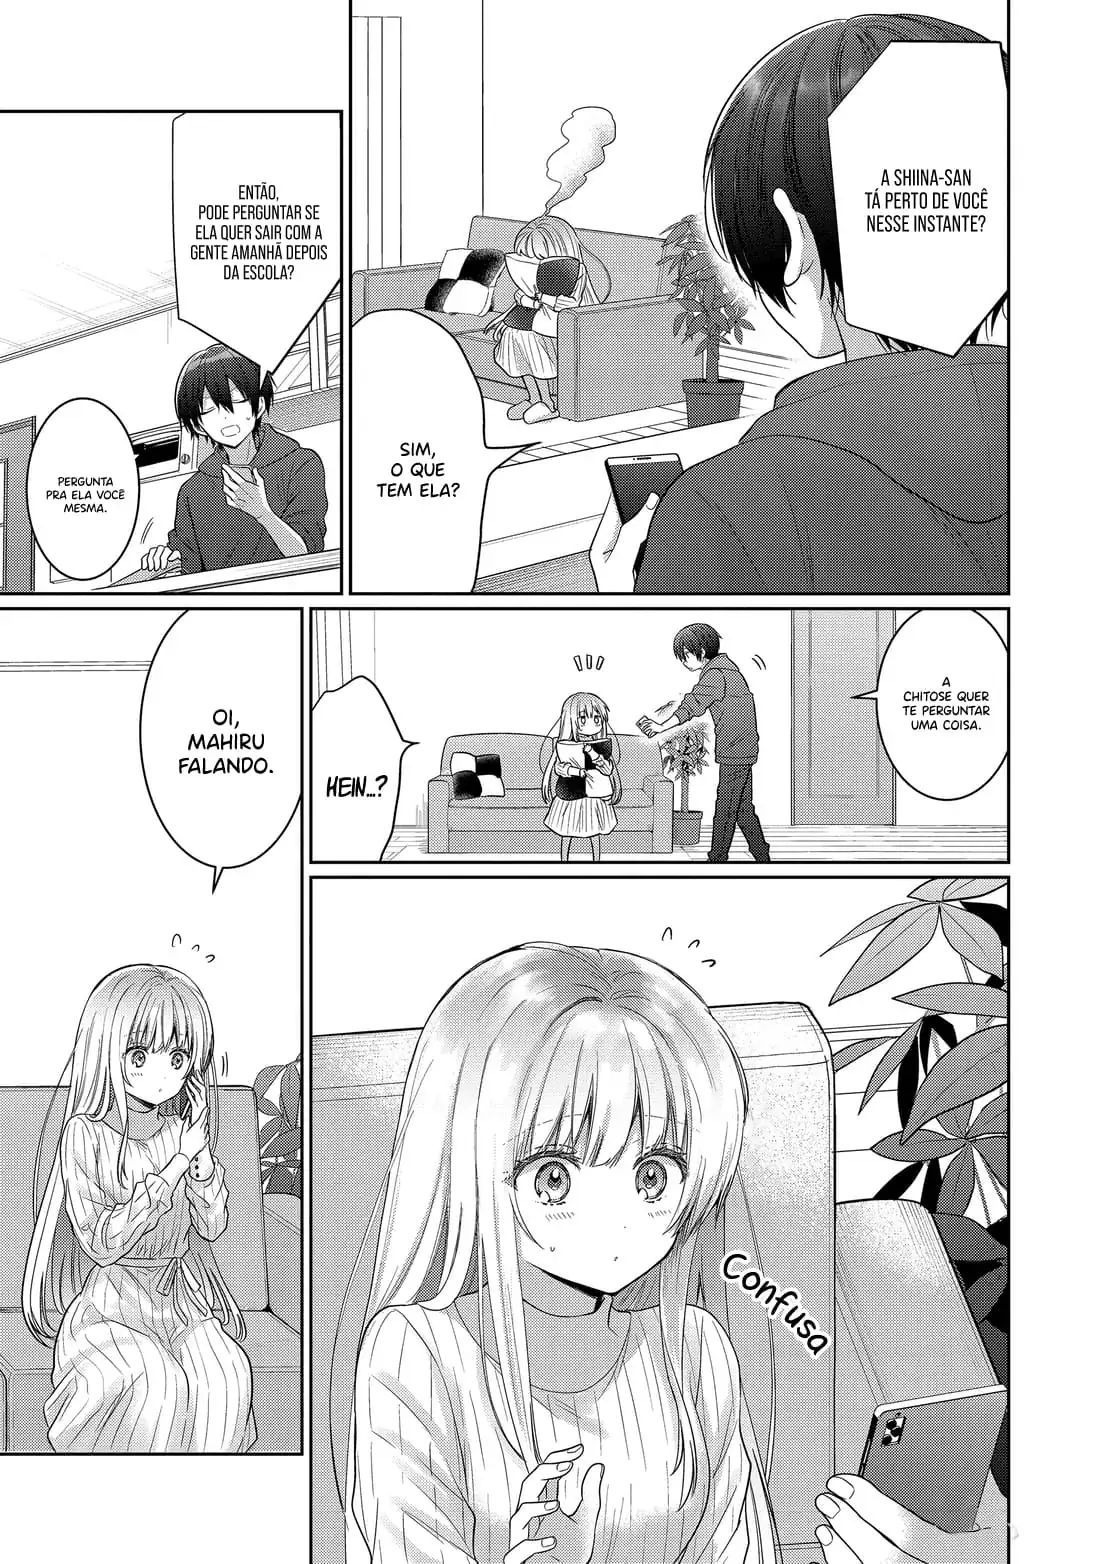 A SHIINA-SAN
TÁ PERTO DE VOCÊ
NESSE INSTANTE?
SIM,
O QUE
TEM ELA?
ENTÃO,
PODE PERGUNTAR SE
ELA QUER SAIR COM A
GENTE AMANHÃ DEPOIS
DA ESCOLA?
PERGUNTA
PRA ELA VOCÊ
MESMA.
A
CHITOSE QUER
TE PERGUNTAR
UMA COISA.
HEIN...?
Confusa
OI,
MAHIRU
FALANDO.